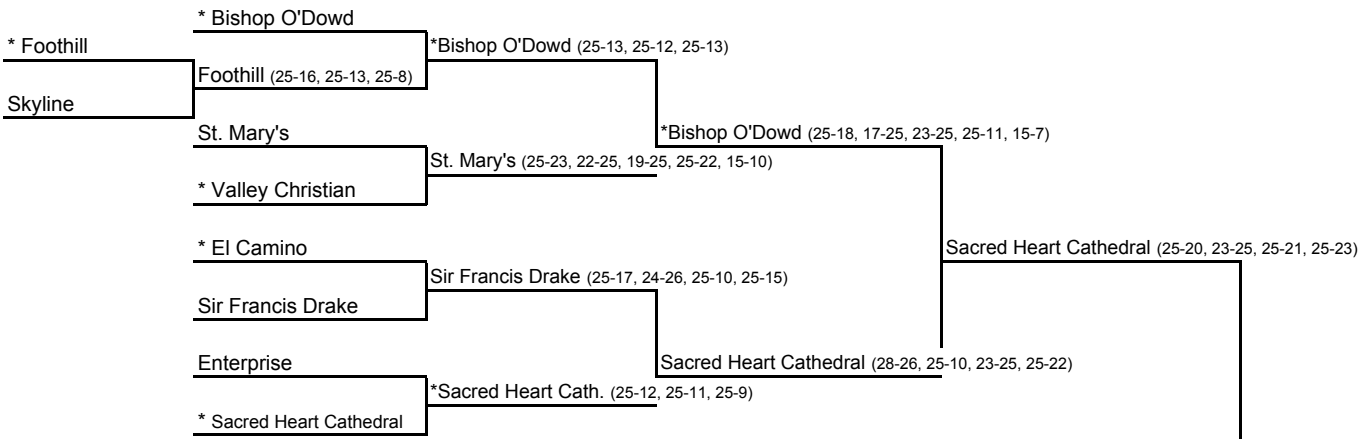 * Bishop O'Dowd
* Foothill
*Bishop O'Dowd (25-13, 25-12, 25-13)
Foothill (25-16, 25-13, 25-8)
Skyline
St. Mary's
*Bishop O'Dowd (25-18, 17-25, 23-25, 25-11, 15-7)
St. Mary's (25-23, 22-25, 19-25, 25-22, 15-10)
* Valley Christian
* El Camino
Sacred Heart Cathedral (25-20, 23-25, 25-21, 25-23)
Sir Francis Drake (25-17, 24-26, 25-10, 25-15)
Sir Francis Drake
Enterprise
Sacred Heart Cathedral (28-26, 25-10, 23-25, 25-22)
*Sacred Heart Cath. (25-12, 25-11, 25-9)
* Sacred Heart Cathedral